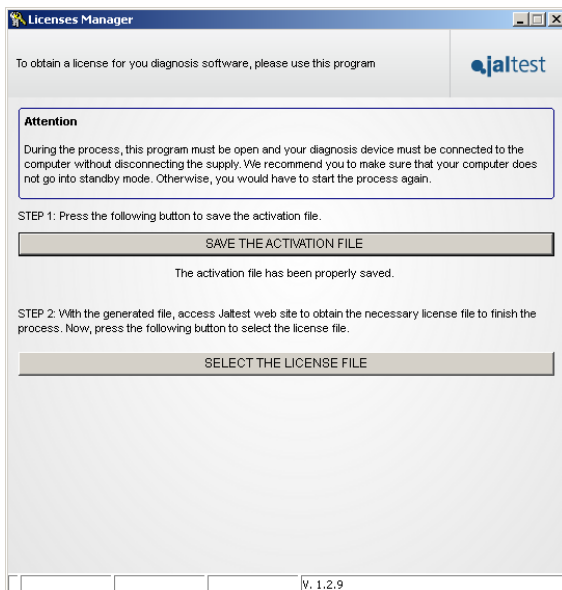 Licenses Manager
To obtain a license for you diagnosis software, please use this program
jaltest
Attention
During the process, this program must be open and your diagnosis device must be connected to the
computer without disconnecting the supply. We recommend you to make sure that your computer does
not go into standby mode. Otherwise, you would have to start the process again.
STEP 1: Press the following button to save the activation file.
SAVE THE ACTIVATION FILE
The activation file has been properly saved.
STEP 2: With the generated file, access Jaltest web site to obtain the necessary license file to finish the
process. Now, press the following button to select the license file.
SELECT THE LICENSE FILE
V. 1.2.9